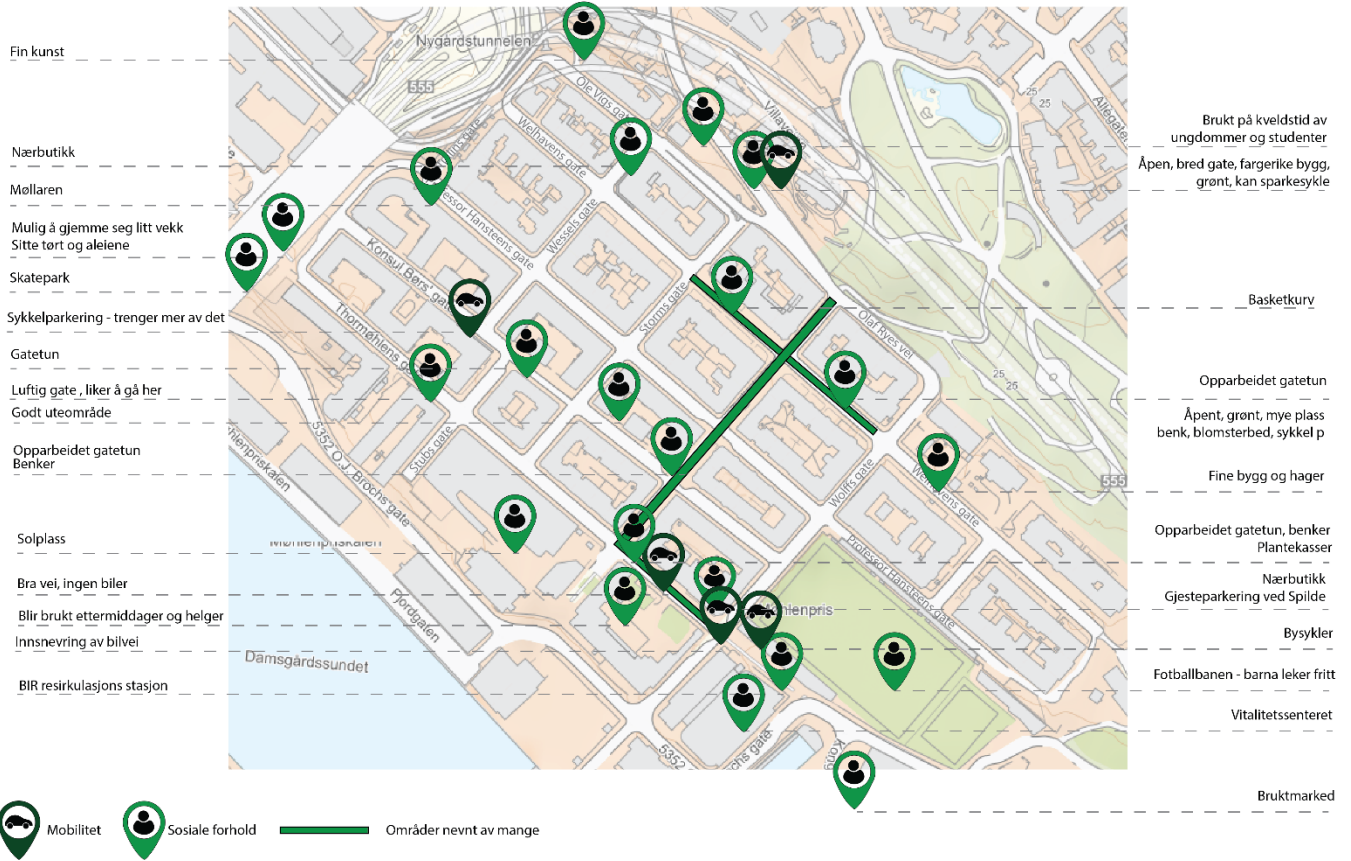 Fin kunst
Nærbutikk
Møllaren
Mulig å gjemme seg litt vekk
Sitte tørt og aleiene
Skatepark
Sykkelparkering - trenger mer av det
Gatetun
Luftig gate , liker å gå her
Godt uteområde
Opparbeidet gatetun
Benker
Solplass
Bra vei, ingen biler
Blir brukt ettermiddager og helger
Innsnevring av bilvei
BIR resirkulasjons stasjon
Nygårdstunnelen
555
Ole Vigs gate
Welhavens gate
Wessels gate
Hansteens gate
Konsul Børs' gate
Thormøhlens gate
Storms gate
Stubs gate
5352 O.J. Brochs gate
Møhlenpriskaien
Fjordgaten
Damsgårdssundet
Olaf Ryes vei
Allégaten
25
25
25
25
555
Wolffs gate
gate
Professor Hansteens gate
5352
gate
Brukt på kveldstid av
ungdommer og studenter
Åpen, bred gate, fargerike bygg,
grønt, kan sparkesykle
Basketkurv
Opparbeidet gatetun
Åpent, grønt, mye plass
benk, blomsterbed, sykkel p
Fine bygg og hager
Opparbeidet gatetun, benker
Plantekasser
Nærbutikk
Gjesteparkering ved Spilde
Bysykler
Fotballbanen - barna leker fritt
Vitalitetssenteret
Bruktmarked
Mobilitet
Sosiale forhold
Områder nevnt av mange